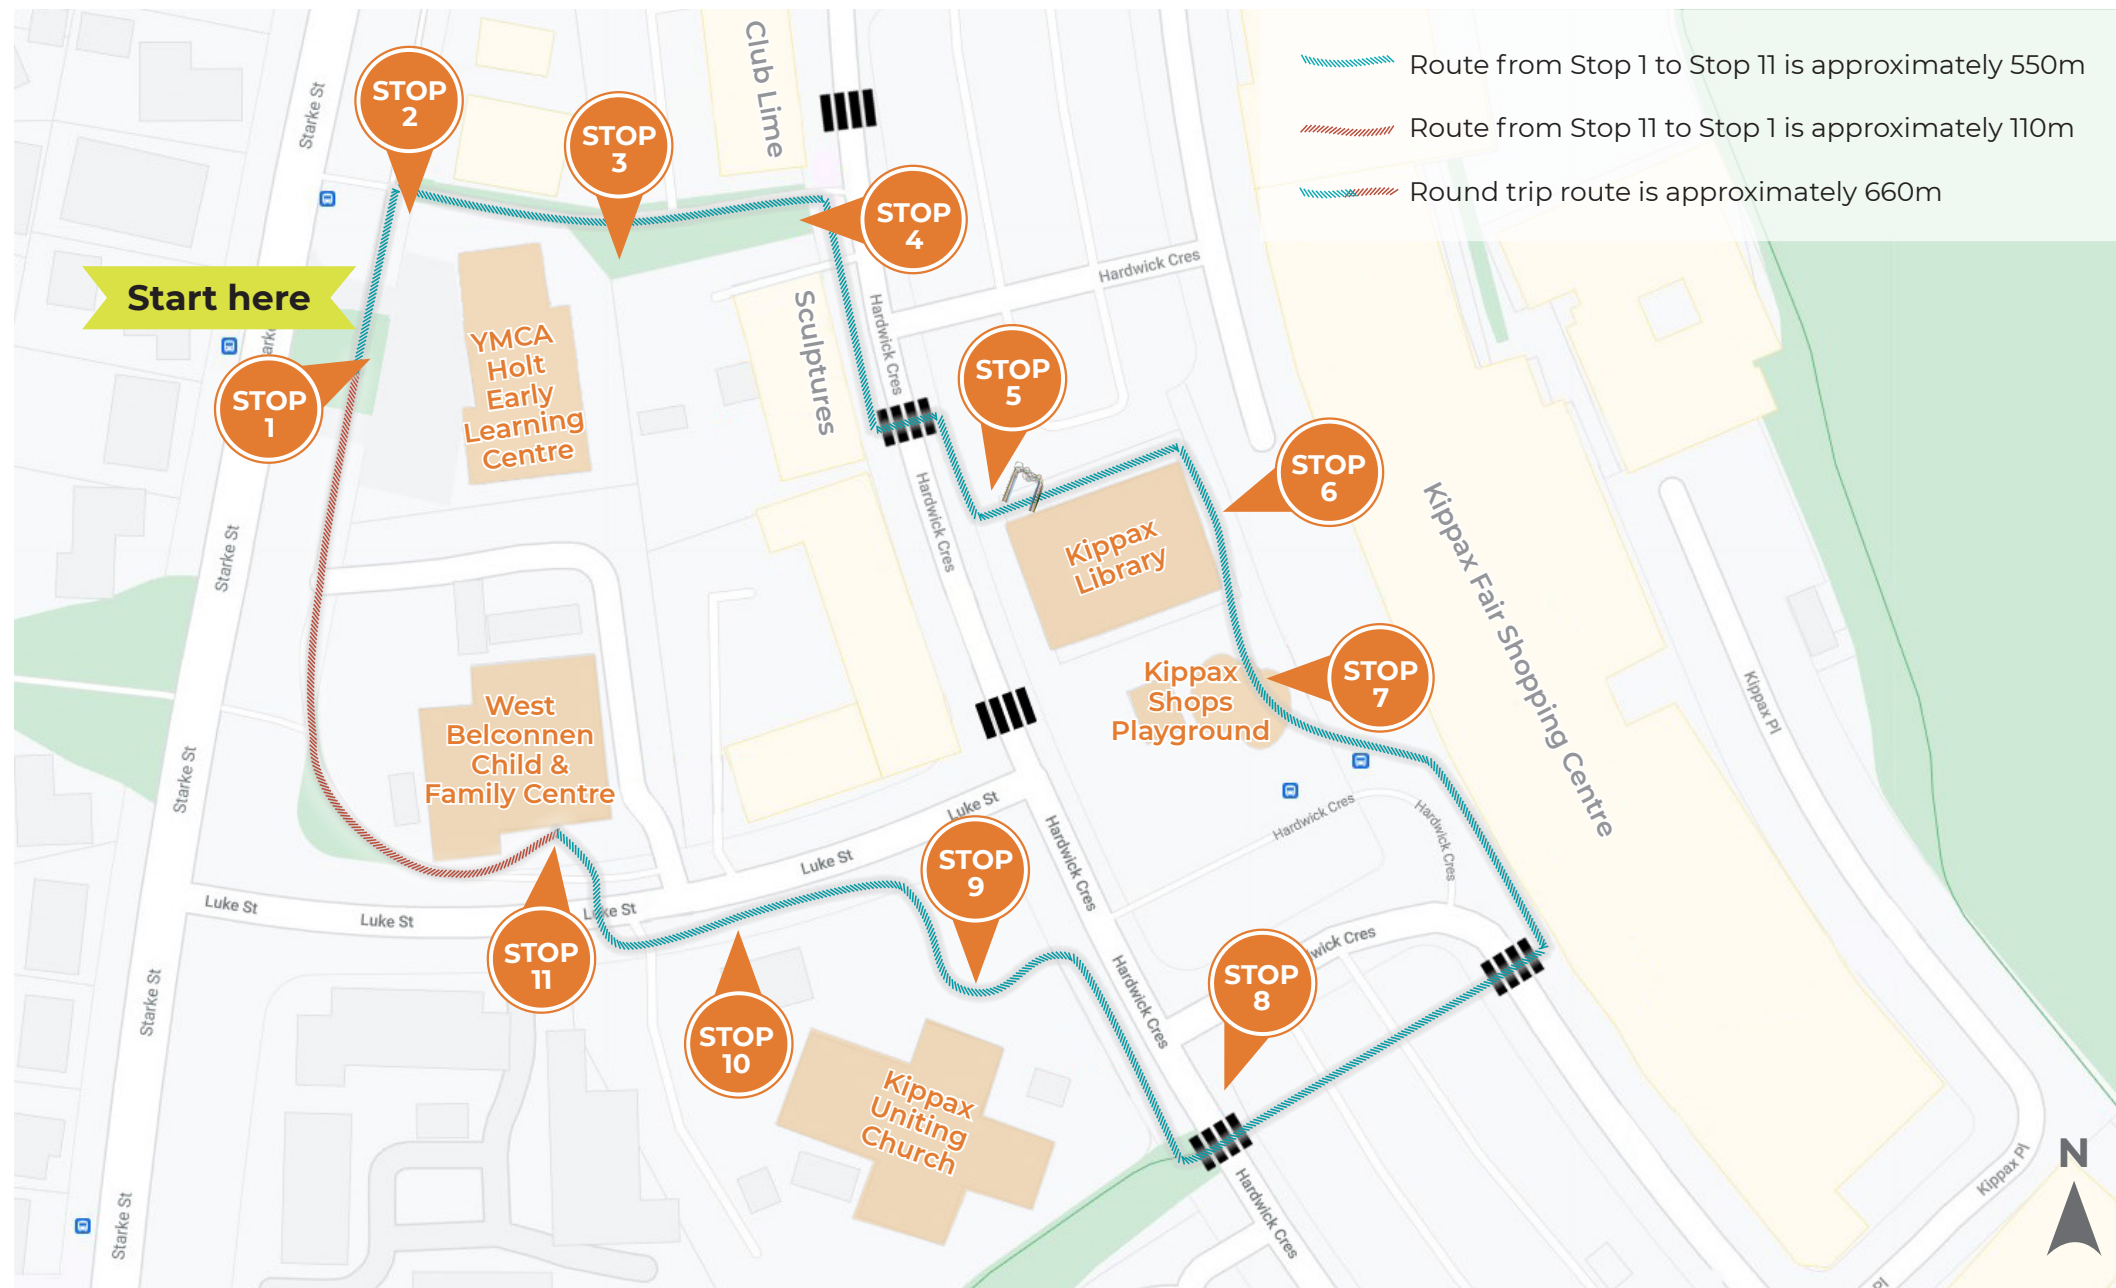 Route from Stop 1 to Stop 11 is approximately 550m
Route from Stop 11 to Stop 1 is approximately 110m
Round trip route is approximately 660m
STOP
2
STOP
3
Club Lime
STOP
4
Starke St
Start here
STOP
1
YMCA
Holt
Early
Learning
Centre
Sculptures
Hardwick Cres
Hardwick Cres
STOP
5
STOP
6
Kippax
Library
Hardwick Cres
Kippax Fair Shopping Centre
Starke St
Kippax
Shops
Playground
STOP
7
Kippax Pl
West
Belconnen
Child &
Family Centre
Starke St
Luke St
Luke St
Hardwick Cres
Hardwick Cres
Hardwick Cres
STOP
9
Luke St
Luke St
Luke St
STOP
11
STOP
10
Starke St
Hardwick Cres
wick Cres
STOP
8
Kippax
Uniting
Church
Starke St
Hardwick Cres
Kippax Pl
N
Pl